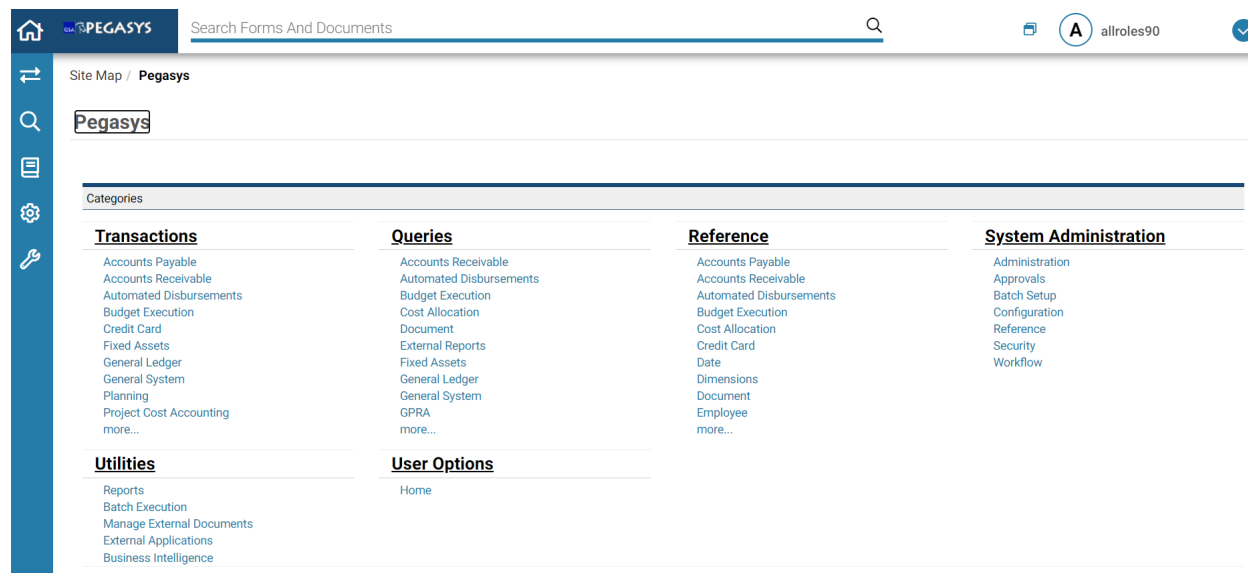 GSA PEGASYS
Search Forms And Documents
A allroles90
Site Map / Pegasys
Pegasys
Categories
Transactions
Accounts Payable
Accounts Receivable
Automated Disbursements
Budget Execution
Credit Card
Fixed Assets
General Ledger
General System
Planning
Project Cost Accounting
more...
Queries
Accounts Receivable
Automated Disbursements
Budget Execution
Cost Allocation
Document
External Reports
Fixed Assets
General Ledger
General System
GPRA
more...
Reference
Accounts Payable
Accounts Receivable
Automated Disbursements
Budget Execution
Cost Allocation
Credit Card
Date
Dimensions
Document
Employee
more...
System Administration
Administration
Approvals
Batch Setup
Configuration
Reference
Security
Workflow
Utilities
Reports
Batch Execution
Manage External Documents
External Applications
Business Intelligence
User Options
Home